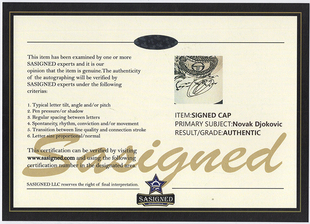 This item has been examined by one or more
SASIGNED experts and it is our
opinion that the item is genuine.The authenticity
of the autographing will be verified by
SASIGNED experts under the following
criterias:
1. Typical letter tilt, angle and/or pitch
2. Pen pressure/or shadow
3. Regular spacing between letters
4. Spontaneity, rhythm, conviction and/or movement
5. Transition between line quality and connection stroke
6. Letter size proportional/normal
This certification can be verified by visiting
www.sasigned.com and using the following
certification number in the designated area.
SASIGNED LLC reserves the right of final interpretation.
ITEM:SIGNED CAP
PRIMARY SUBJECT:Novak Djokovic
RESULT/GRADE:AUTHENTIC
Sasigned
SASIGNED